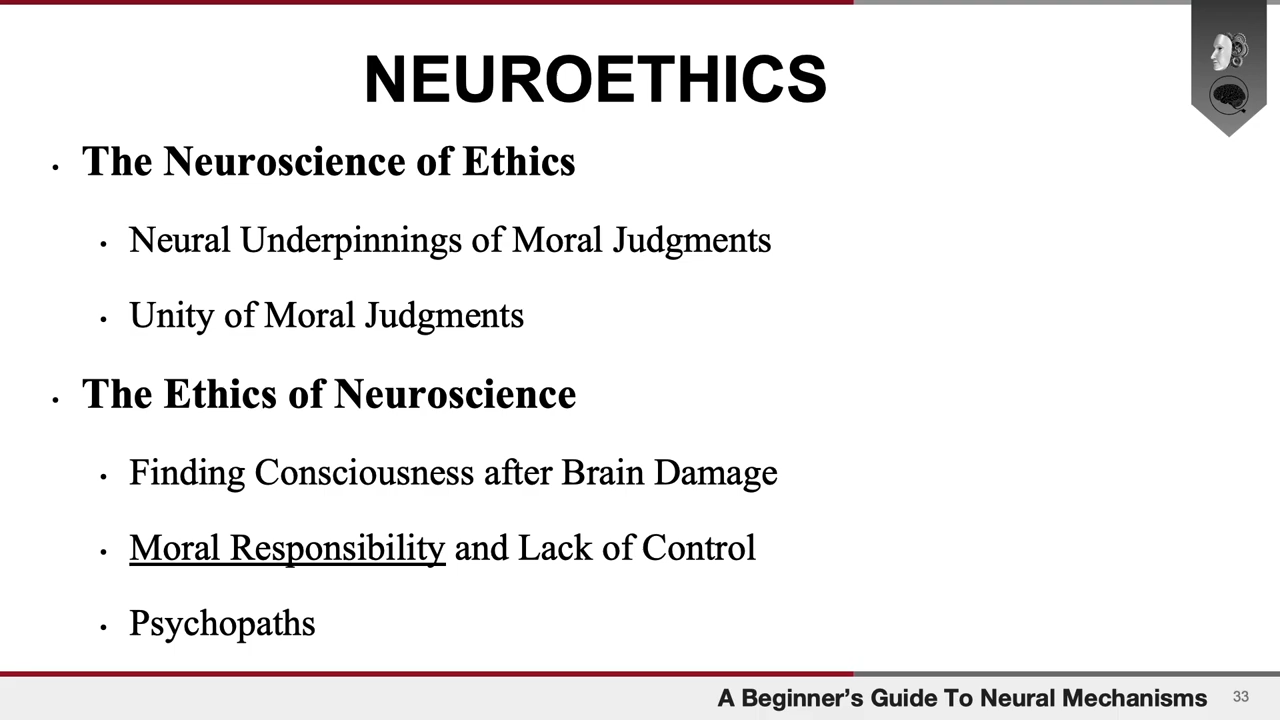 NEUROETHICS
• The Neuroscience of Ethics
• Neural Underpinnings of Moral Judgments
• Unity of Moral Judgments
• The Ethics of Neuroscience
• Finding Consciousness after Brain Damage
• Moral Responsibility and Lack of Control
• Psychopaths
A Beginner’s Guide To Neural Mechanisms 33